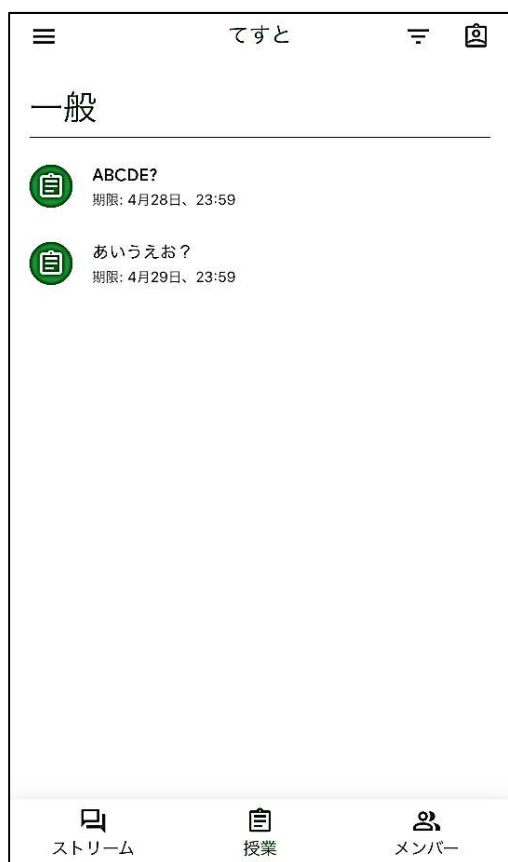 てすと
一般
ABCDE?
期限: 4月28日、23:59
あいうえお？
期限: 4月29日、23:59
ストリーム 授業 メンバー